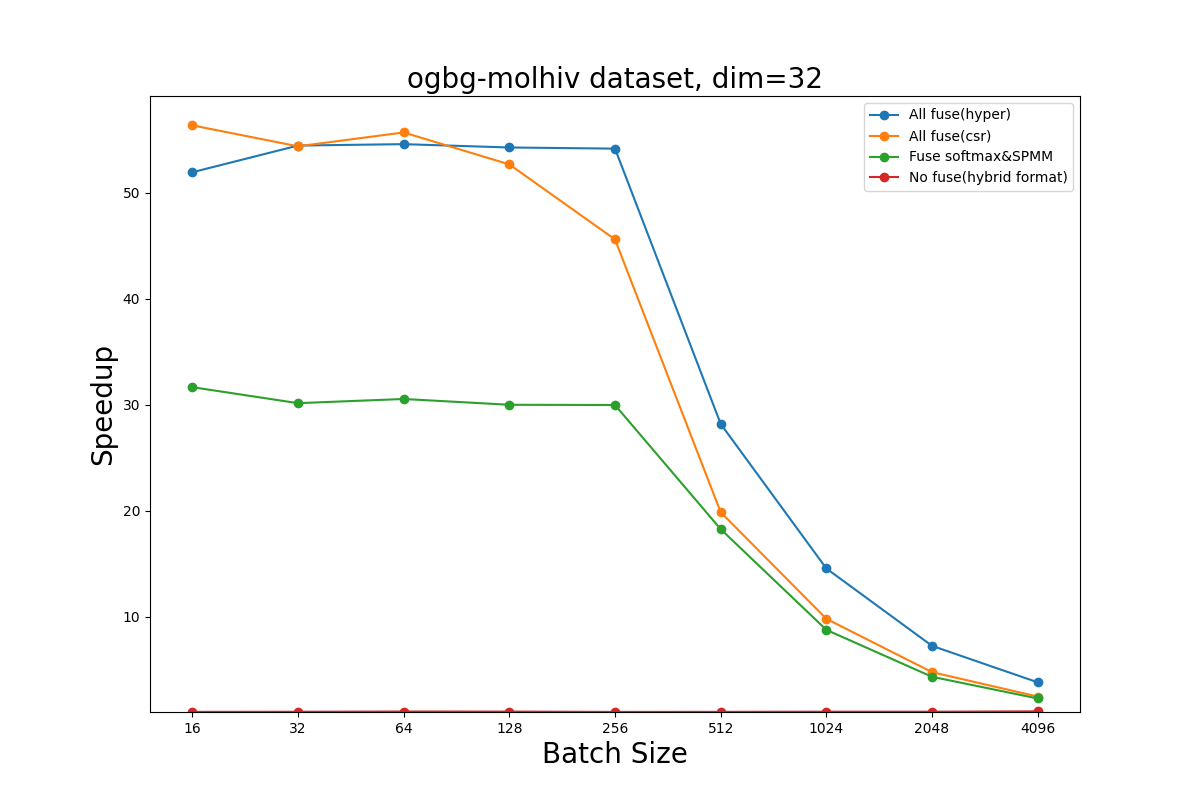 ogbg-molhiv dataset, dim=32
All fuse(hyper)
All fuse(csr)
Fuse softmax&SPMM
No fuse(hybrid format)
Speedup
50
40
30
20
10
16 32 64 128 256 512 1024 2048 4096
Batch Size